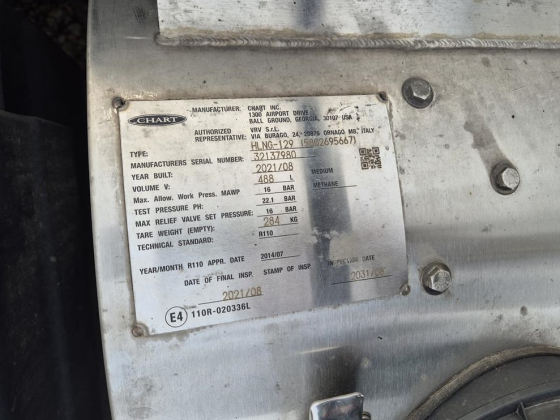 CHART
MANUFACTURER: CHART INC.
1300 AIRPORT DRIVE
BALL GROUND, GEORGIA, 30107 USA
AUTHORIZED REPRESENTATIVE: VRV S.r.L.
VIA BURAGO, 24-20876 ORNAGO MB, ITALY
TYPE: HLNG-129 (5802695667)
MANUFACTURERS SERIAL NUMBER: 32137980
YEAR BUILT: 2021/08
VOLUME V: 488 L MEDIUM
Max. Allow. Work Press. MAWP 16 BAR METHANE
TEST PRESSURE PH: 22.1 BAR
MAX RELIEF VALVE SET PRESSURE: 16 BAR
TARE WEIGHT (EMPTY): 284 KG
TECHNICAL STANDARD: R110
YEAR/MONTH R110 APPR. DATE 2014/07
DATE OF FINAL INSP. STAMP OF INSP. DATE
2021/08 2031/08
E4 110R-020336L